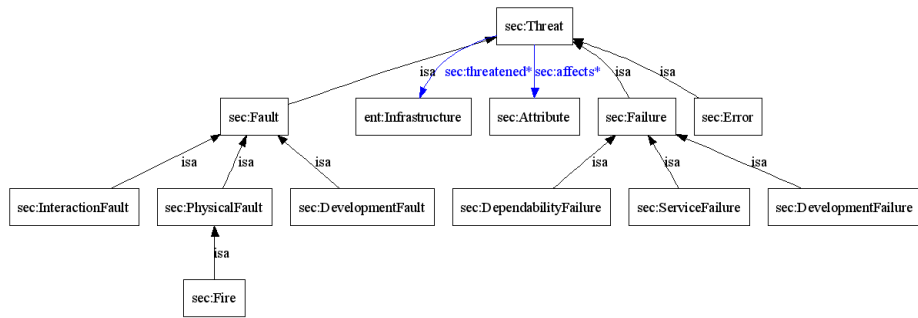 sec:Threat
isa
sec:threatened*
sec:affects*
isa
isa
sec:Fault
ent:Infrastructure
sec:Attribute
sec:Failure
sec:Error
isa
isa
isa
isa
isa
isa
sec:InteractionFault
sec:PhysicalFault
sec:DevelopmentFault
sec:DependabilityFailure
sec:ServiceFailure
sec:DevelopmentFailure
isa
sec:Fire